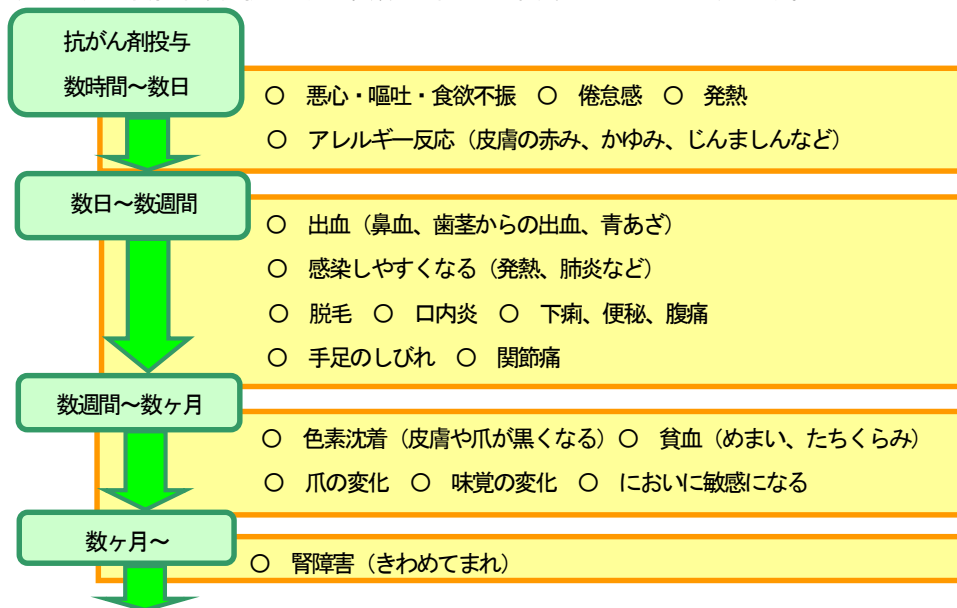 抗がん剤投与
数時間～数日
○ 悪心・嘔吐・食欲不振 ○ 倦怠感 ○ 発熱
○ アレルギー反応（皮膚の赤み、かゆみ、じんましんなど）
数日～数週間
○ 出血（鼻血、歯茎からの出血、青あざ）
○ 感染しやすくなる（発熱、肺炎など）
○ 脱毛 ○ 口内炎 ○ 下痢、便秘、腹痛
○ 手足のしびれ ○ 関節痛
数週間～数ヶ月
○ 色素沈着（皮膚や爪が黒くなる）○ 貧血（めまい、たちくらみ）
○ 爪の変化 ○ 味覚の変化 ○ においに敏感になる
数ヶ月～
○ 腎障害（きわめてまれ）